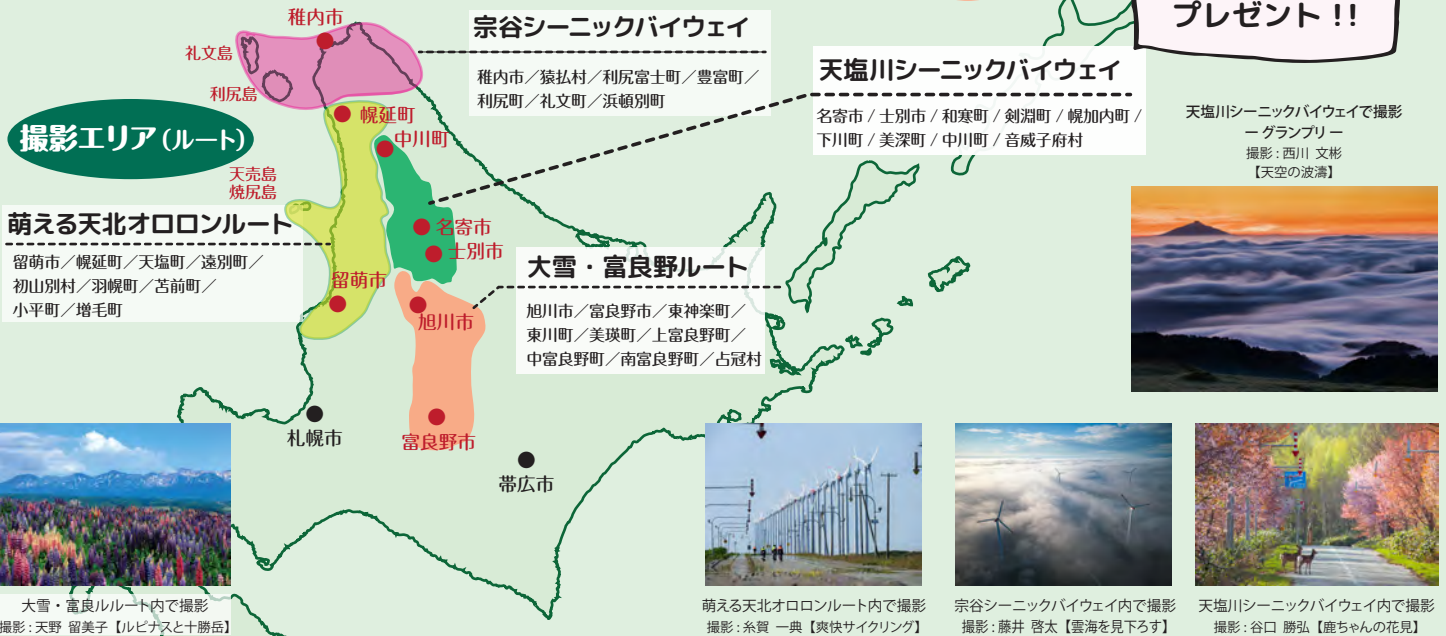 プレゼント !!
撮影エリア(ルート)
稚内市
礼文島
利尻島
幌延町
中川町
天売島
焼尻島
名寄市
士別市
留萌市
旭川市
富良野市
札幌市
帯広市
宗谷シーニックバイウェイ
稚内市／猿払村／利尻富士町／豊富町／
利尻町／礼文町／浜頓別町
天塩川シーニックバイウェイ
名寄市 / 士別市 / 和寒町 / 剣淵町 / 幌加内町 /
下川町 / 美深町 / 中川町 / 音威子府村
萌える天北オロロンルート
留萌市／幌延町／天塩町／遠別町／
初山別村／羽幌町／苫前町／
小平町／増毛町
大雪・富良野ルート
旭川市／富良野市／東神楽町／
東川町／美瑛町／上富良野町／
中富良野町／南富良野町／占冠村
天塩川シーニックバイウェイで撮影
ー グランプリ ー
撮影 : 西川 文彬
【天空の波濤】
大雪・富良ルルート内で撮影
撮影 : 天野 留美子【ルピナスと十勝岳】
萌える天北オロロンルート内で撮影
撮影 : 糸賀 一典【爽快サイクリング】
宗谷シーニックバイウェイ内で撮影
撮影 : 藤井 啓太【雲海を見下ろす】
天塩川シーニックバイウェイ内で撮影
撮影 : 谷口 勝弘【鹿ちゃんの花見】